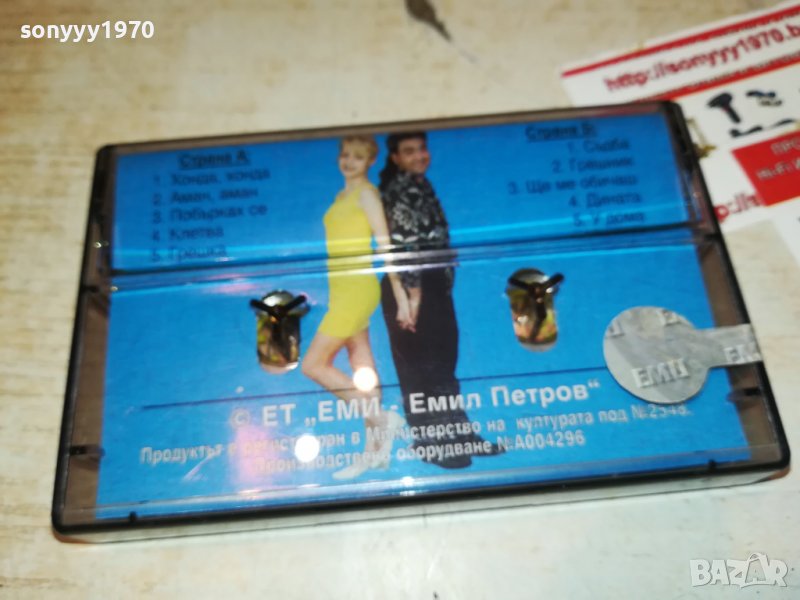 sonyyy1970
http://sonyyy1970.b
Страна А:
1. Хонда, хонда
2. Аман, аман
3. Побърках се
4. Клетва
5. Грешка
Страна Б:
1. Съдба
2. Грешник
3. Ще ме обичаш
4. Дината
5. У дома
ЕМИ
© ЕТ „ЕМИ - Емил Петров“
Продуктът е регистриран в Министерство на културата под №2548.
Производствено оборудване №А004296
BAZAR